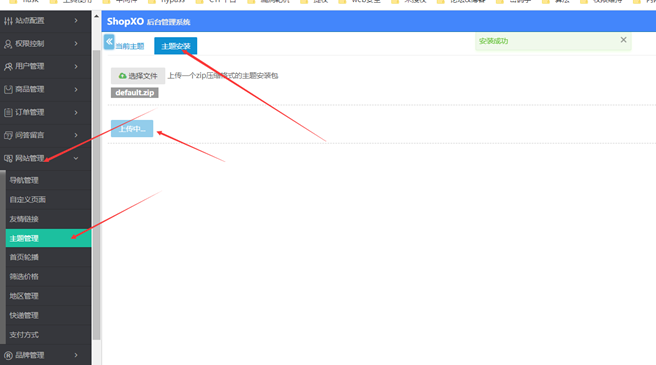 ShopXO 后台管理系统
站点配置
权限控制
用户管理
商品管理
订单管理
问答留言
网站管理
导航管理
自定义页面
友情链接
主题管理
首页轮播
筛选价格
地区管理
快递管理
支付方式
品牌管理
当前主题
主题安装
安装成功
选择文件 上传一个zip压缩格式的主题安装包
default.zip
上传中...